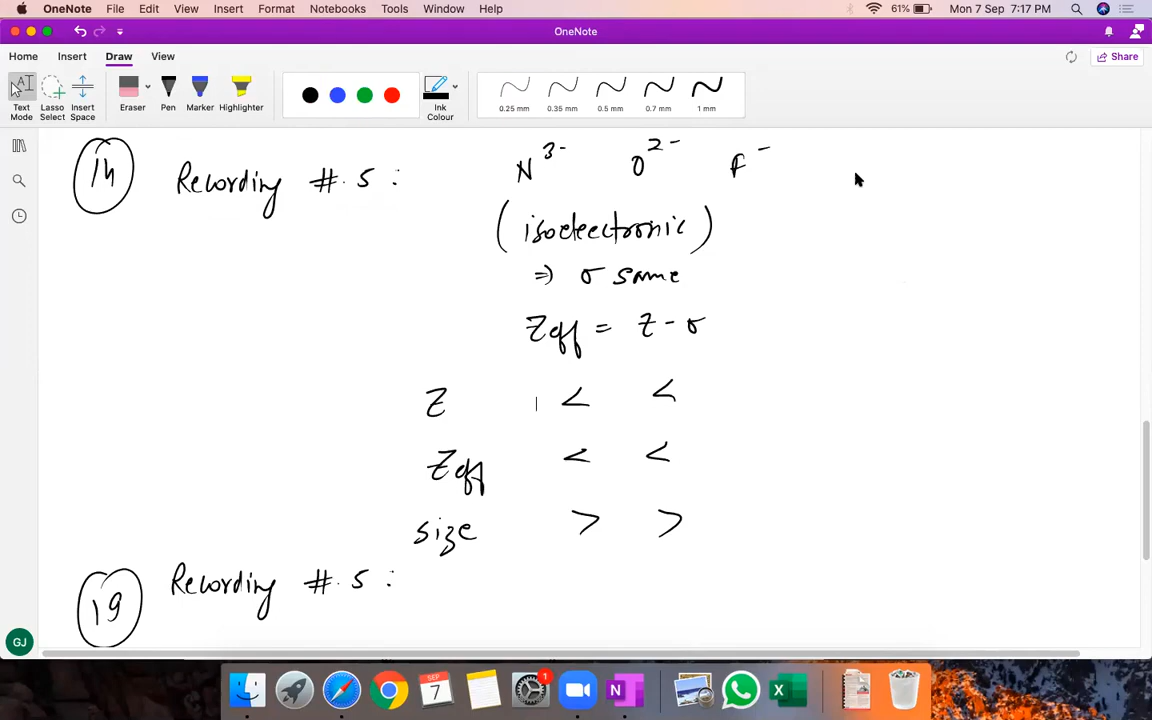 OneNote File Edit View Insert Format Notebooks Tools Window Help 61% Mon 7 Sep 7:17 PM
OneNote
Home Insert Draw View Share
Text Mode Lasso Select Insert Space Eraser Pen Marker Highlighter Ink Colour 0.25 mm 0.35 mm 0.5 mm 0.7 mm 1 mm
14 Recording #.5 : N³⁻ O²⁻ F⁻
(isoelectronic)
⇒ σ same
Zeff = Z - σ
Z < <
Zeff < <
size > >
19 Recording #.5 :
GJ
7
1